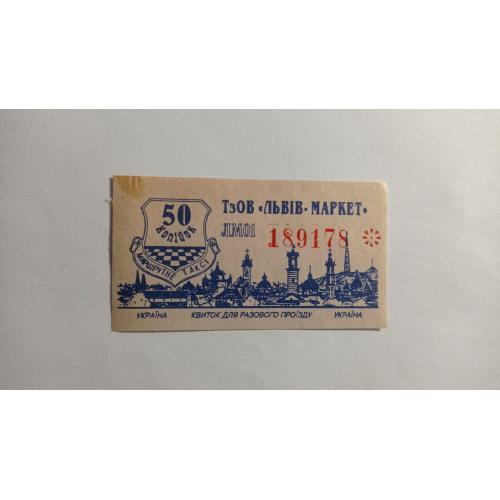 50
копійок
МАРШРУТНЕ ТАКСІ
ТзОВ «ЛЬВІВ-МАРКЕТ»
ЛМ01 189178
УКРАЇНА КВИТОК ДЛЯ РАЗОВОГО ПРОЇЗДУ УКРАЇНА